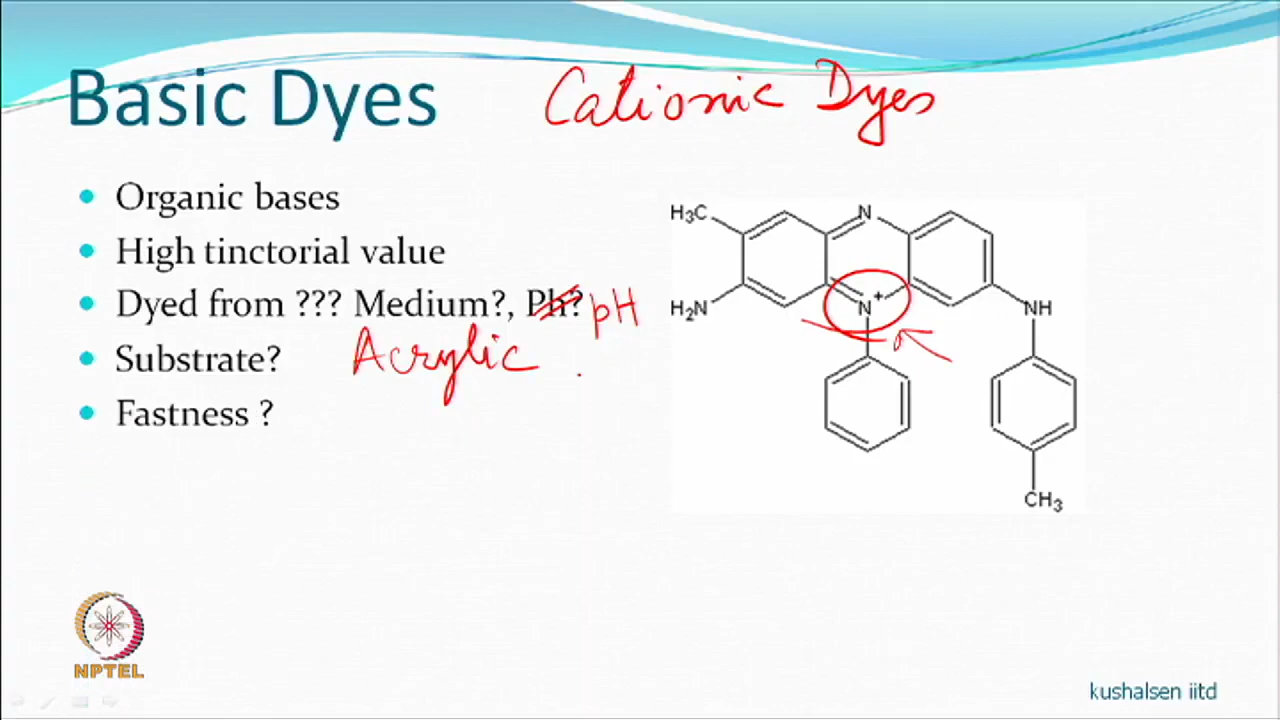 Basic Dyes Cationic Dyes
Organic bases
High tinctorial value
Dyed from ??? Medium?, Ph? pH
Substrate? Acrylic
Fastness ?
H₃C N
H₂N N+ NH
CH₃
NPTEL
kushalsen iitd